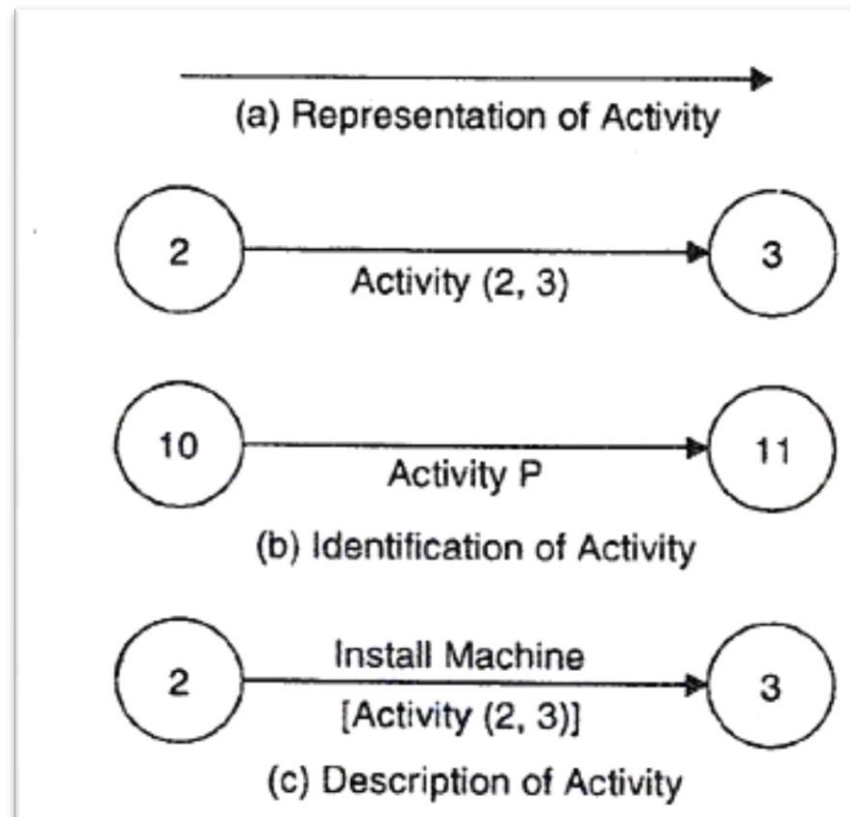 (a) Representation of Activity
2
3
Activity (2, 3)
10
11
Activity P
(b) Identification of Activity
2
Install Machine
3
[Activity (2, 3)]
(c) Description of Activity